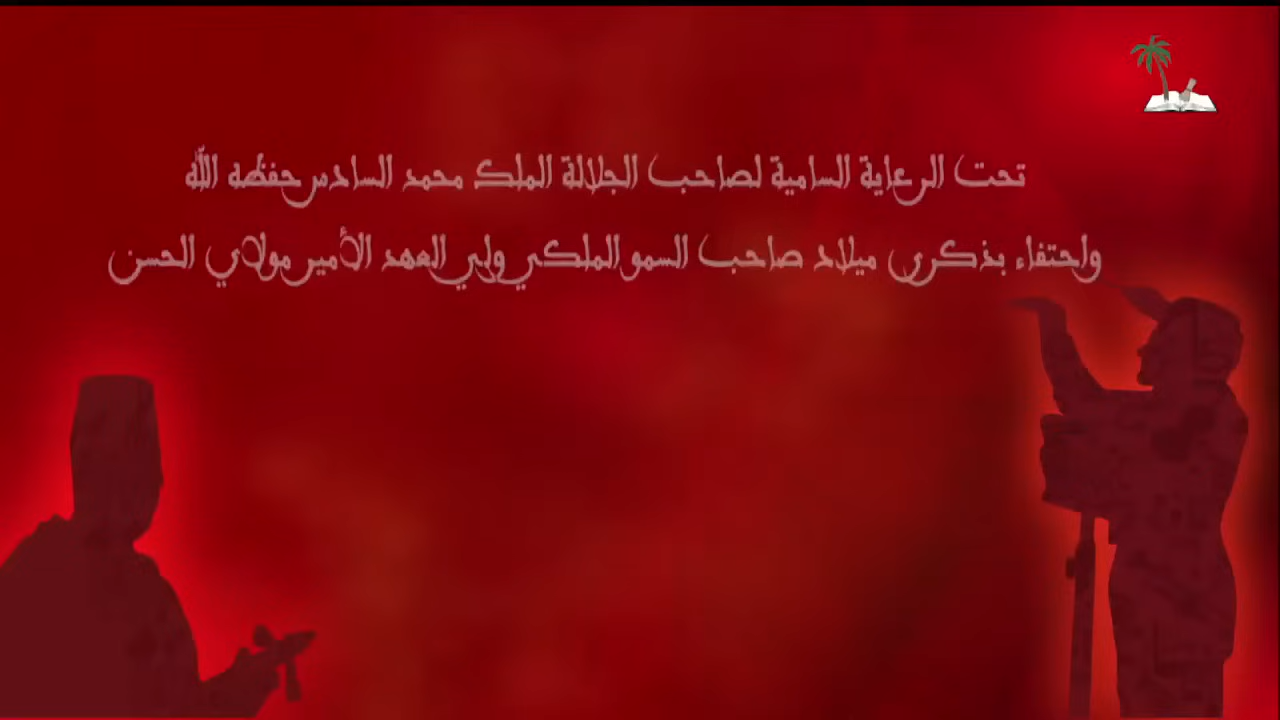 تحت الرعاية السامية لصاحب الجلالة الملك محمد السادس حفظه الله
واحتفاء بذكرى ميلاد صاحب السمو الملكي ولي العهد الأمير مولاي الحسن